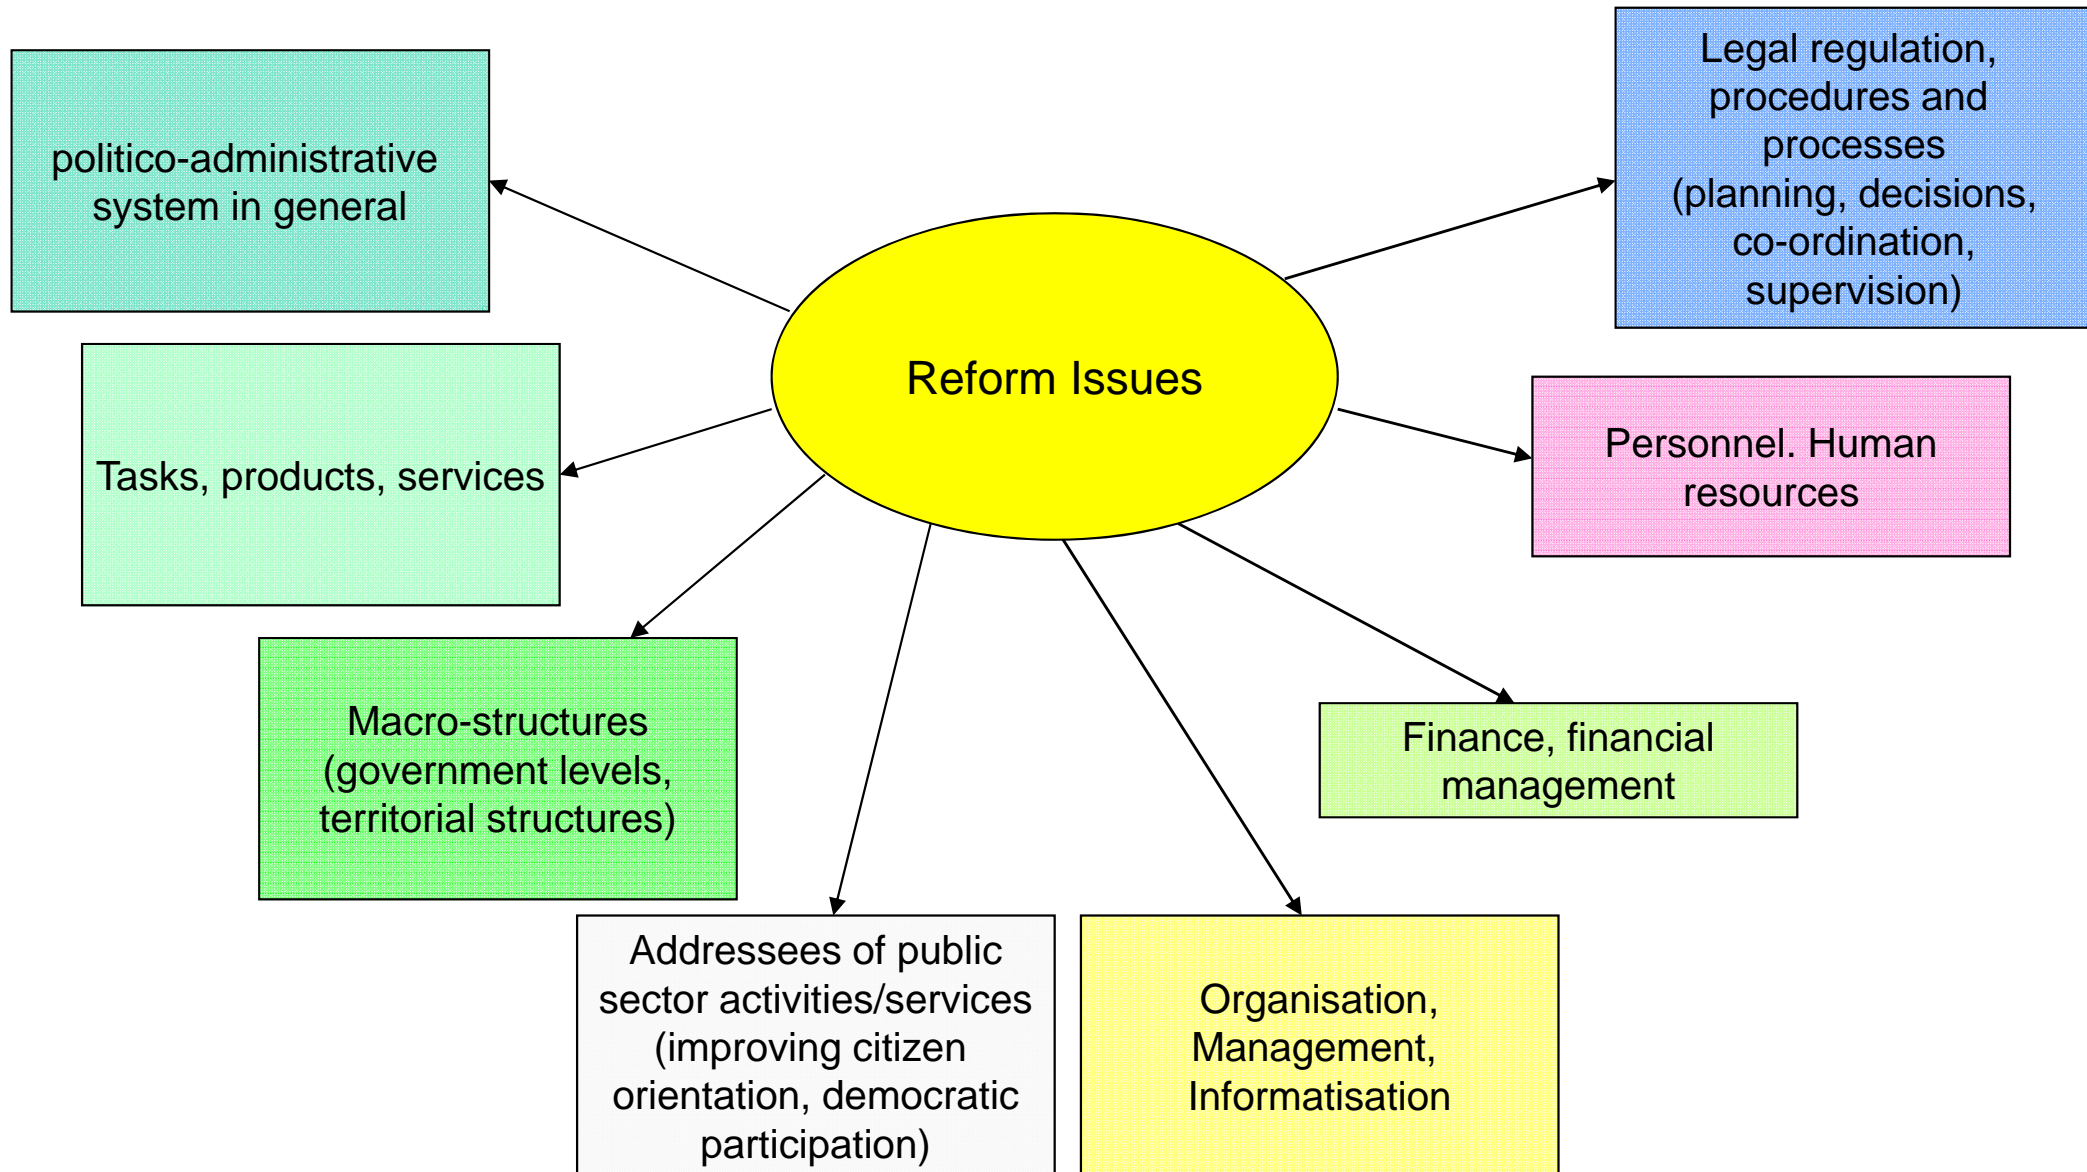 politico-administrative
system in general
Legal regulation,
procedures and
processes
(planning, decisions,
co-ordination,
supervision)
Reform Issues
Tasks, products, services
Personnel. Human
resources
Macro-structures
(government levels,
territorial structures)
Finance, financial
management
Addressees of public
sector activities/services
(improving citizen
orientation, democratic
participation)
Organisation,
Management,
Informatisation